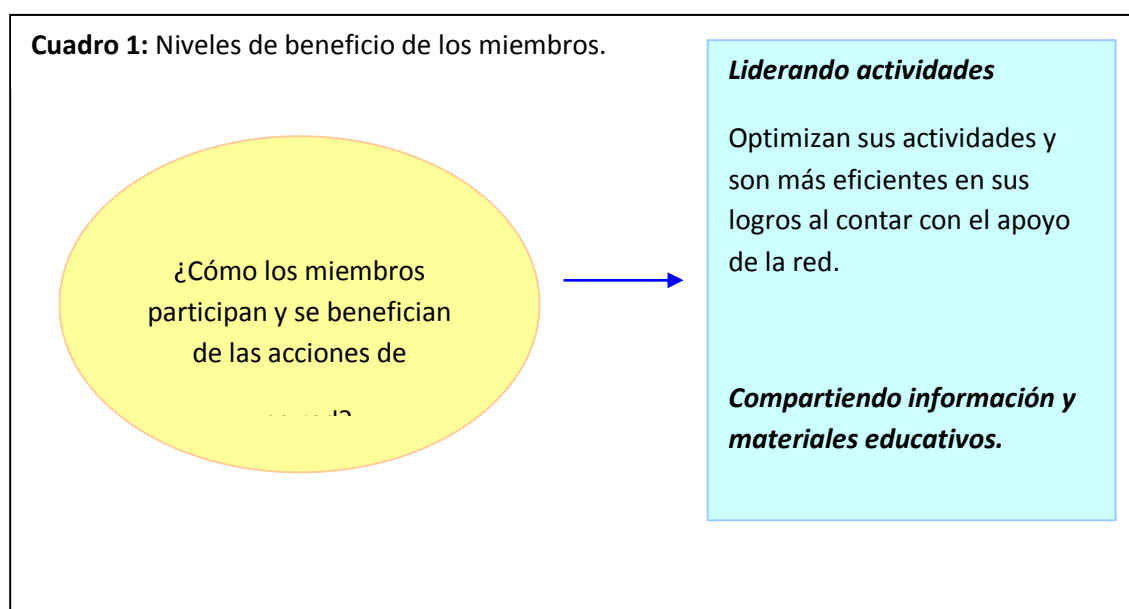 Cuadro 1: Niveles de beneficio de los miembros.
¿Cómo los miembros
participan y se benefician
de las acciones de
red?
Liderando actividades
Optimizan sus actividades y
son más eficientes en sus
logros al contar con el apoyo
de la red.
Compartiendo información y
materiales educativos.